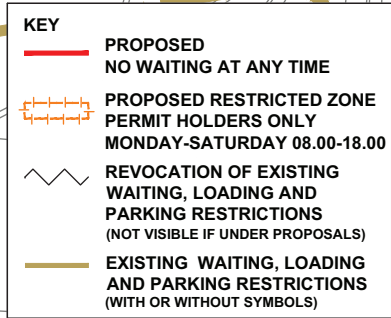 KEY
PROPOSED
NO WAITING AT ANY TIME
PROPOSED RESTRICTED ZONE
PERMIT HOLDERS ONLY
MONDAY-SATURDAY 08.00-18.00
REVOCATION OF EXISTING
WAITING, LOADING AND
PARKING RESTRICTIONS
(NOT VISIBLE IF UNDER PROPOSALS)
EXISTING WAITING, LOADING
AND PARKING RESTRICTIONS
(WITH OR WITHOUT SYMBOLS)